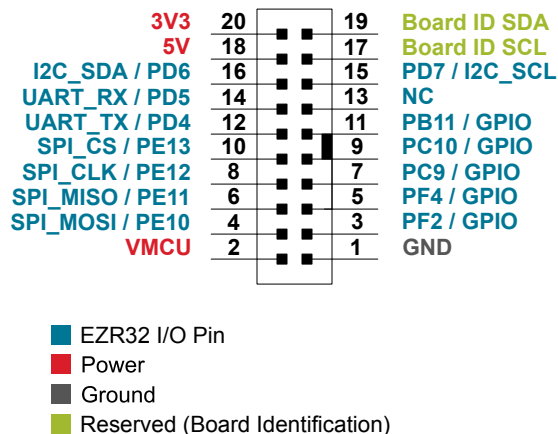 3V3 20 19 Board ID SDA
5V 18 17 Board ID SCL
I2C_SDA / PD6 16 15 PD7 / I2C_SCL
UART_RX / PD5 14 13 NC
UART_TX / PD4 12 11 PB11 / GPIO
SPI_CS / PE13 10 9 PC10 / GPIO
SPI_CLK / PE12 8 7 PC9 / GPIO
SPI_MISO / PE11 6 5 PF4 / GPIO
SPI_MOSI / PE10 4 3 PF2 / GPIO
VMCU 2 1 GND
EZR32 I/O Pin
Power
Ground
Reserved (Board Identification)